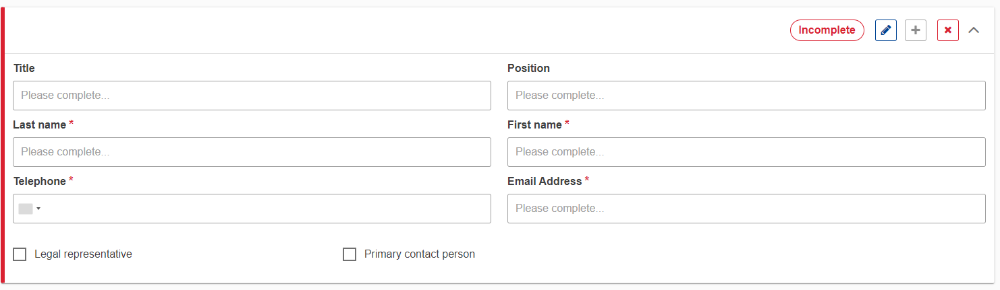 Incomplete
Title
Position
Please complete...
Please complete...
Last name *
First name *
Please complete...
Please complete...
Telephone *
Email Address *
Please complete...
Legal representative
Primary contact person